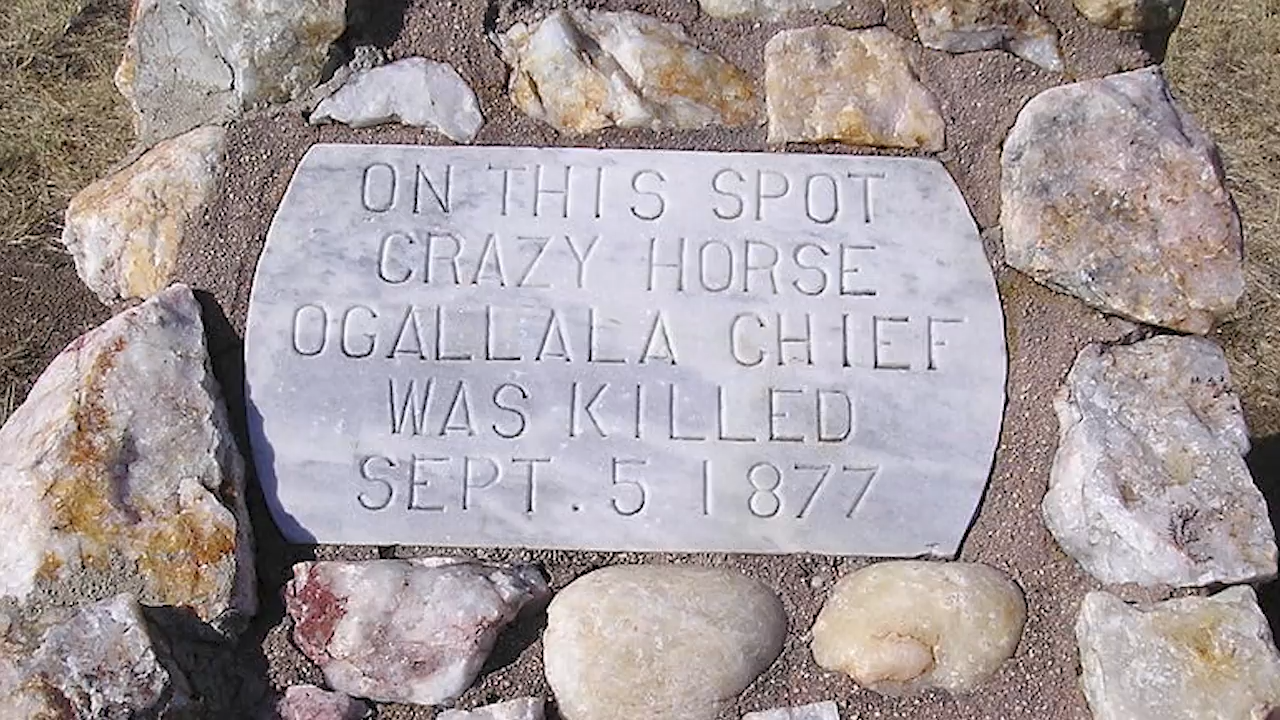 ON THIS SPOT
CRAZY HORSE
OGALLALA CHIEF
WAS KILLED
SEPT. 5 1877